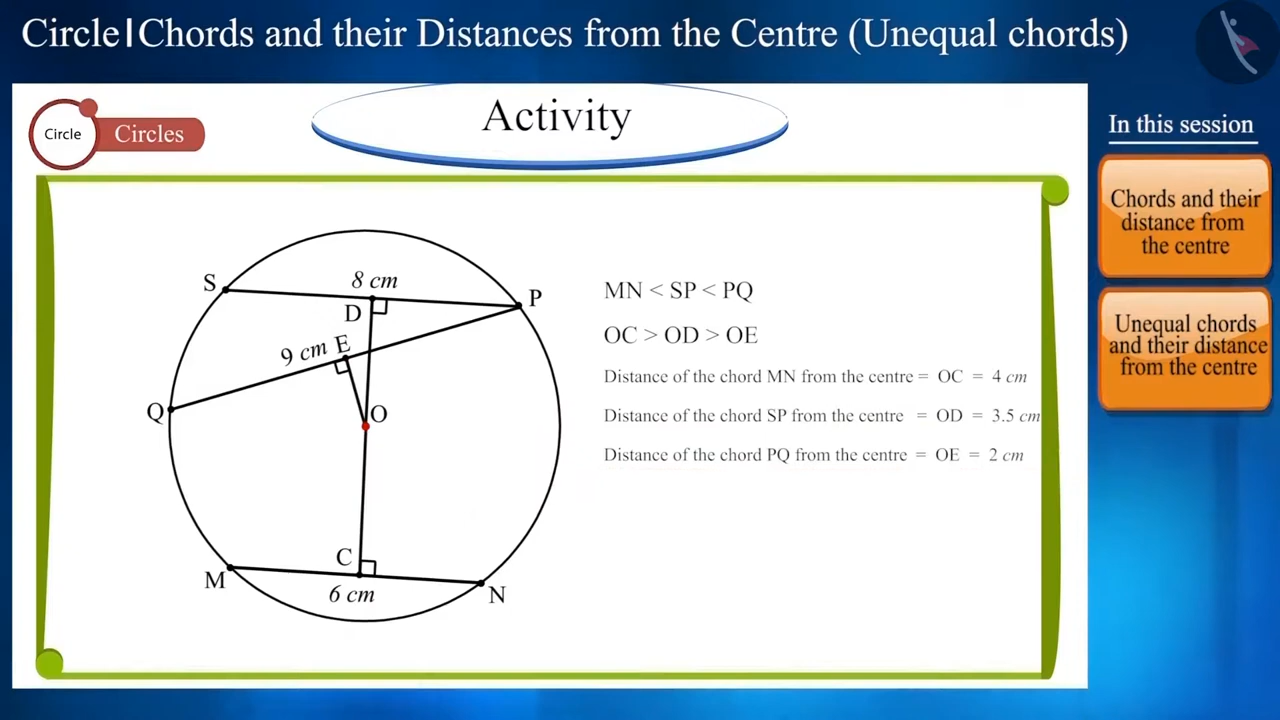 Circle|Chords and their Distances from the Centre (Unequal chords)
Circle
Circles
Activity
In this session
Chords and their
distance from
the centre
Unequal chords
and their distance
from the centre
S
8 cm
P
D
9 cm E
Q
O
C
M
6 cm
N
MN < SP < PQ
OC > OD > OE
Distance of the chord MN from the centre = OC = 4 cm
Distance of the chord SP from the centre = OD = 3.5 cm
Distance of the chord PQ from the centre = OE = 2 cm